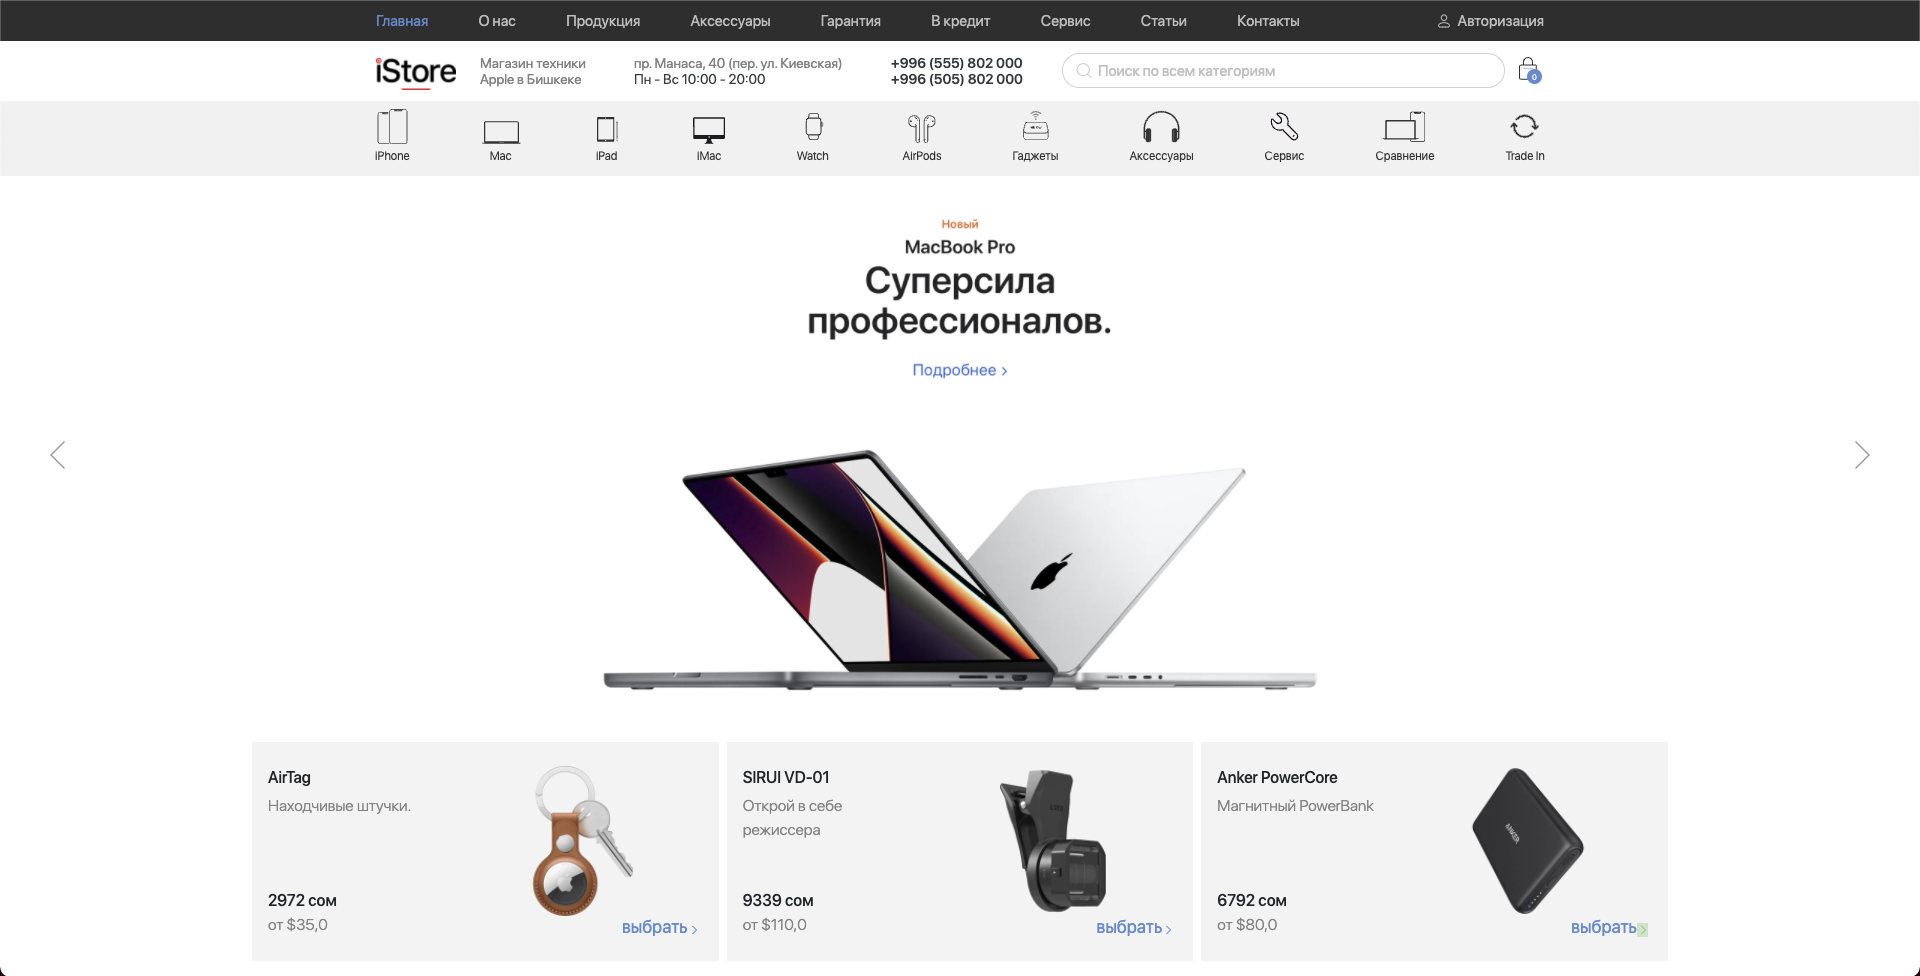 Главная О нас Продукция Аксессуары Гарантия В кредит Сервис Статьи Контакты Авторизация
iStore
Магазин техники
Apple в Бишкеке
пр. Манаса, 40 (пер. ул. Киевская)
Пн - Вс 10:00 - 20:00
+996 (555) 802 000
+996 (505) 802 000
Поиск по всем категориям
0
iPhone Mac iPad iMac Watch AirPods Гаджеты Аксессуары Сервис Сравнение Trade In
Новый
MacBook Pro
Суперсила
профессионалов.
Подробнее >
AirTag
Находчивые штучки.
2972 сом
от $35,0
выбрать >
SIRUI VD-01
Открой в себе
режиссера
9339 сом
от $110,0
выбрать >
Anker PowerCore
Магнитный PowerBank
ANKER
6792 сом
от $80,0
выбрать >